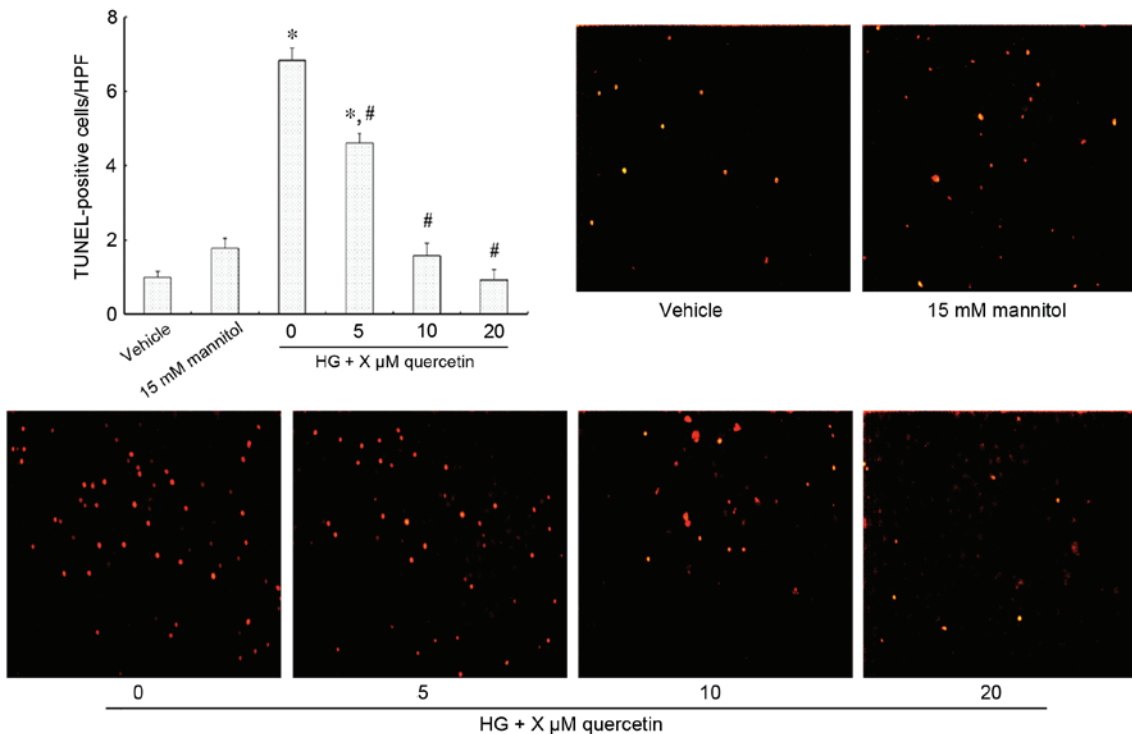 TUNEL-positive cells/HPF
8
6
4
2
0
*
*, #
#
#
Vehicle
15 mM mannitol
0 5 10 20
HG + X μM quercetin
Vehicle
15 mM mannitol
0 5 10 20
HG + X μM quercetin